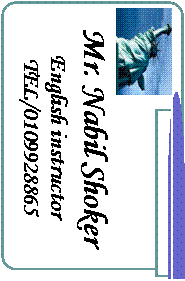 Mr. Nabil Shoker
English instructor
TEL/0109928865